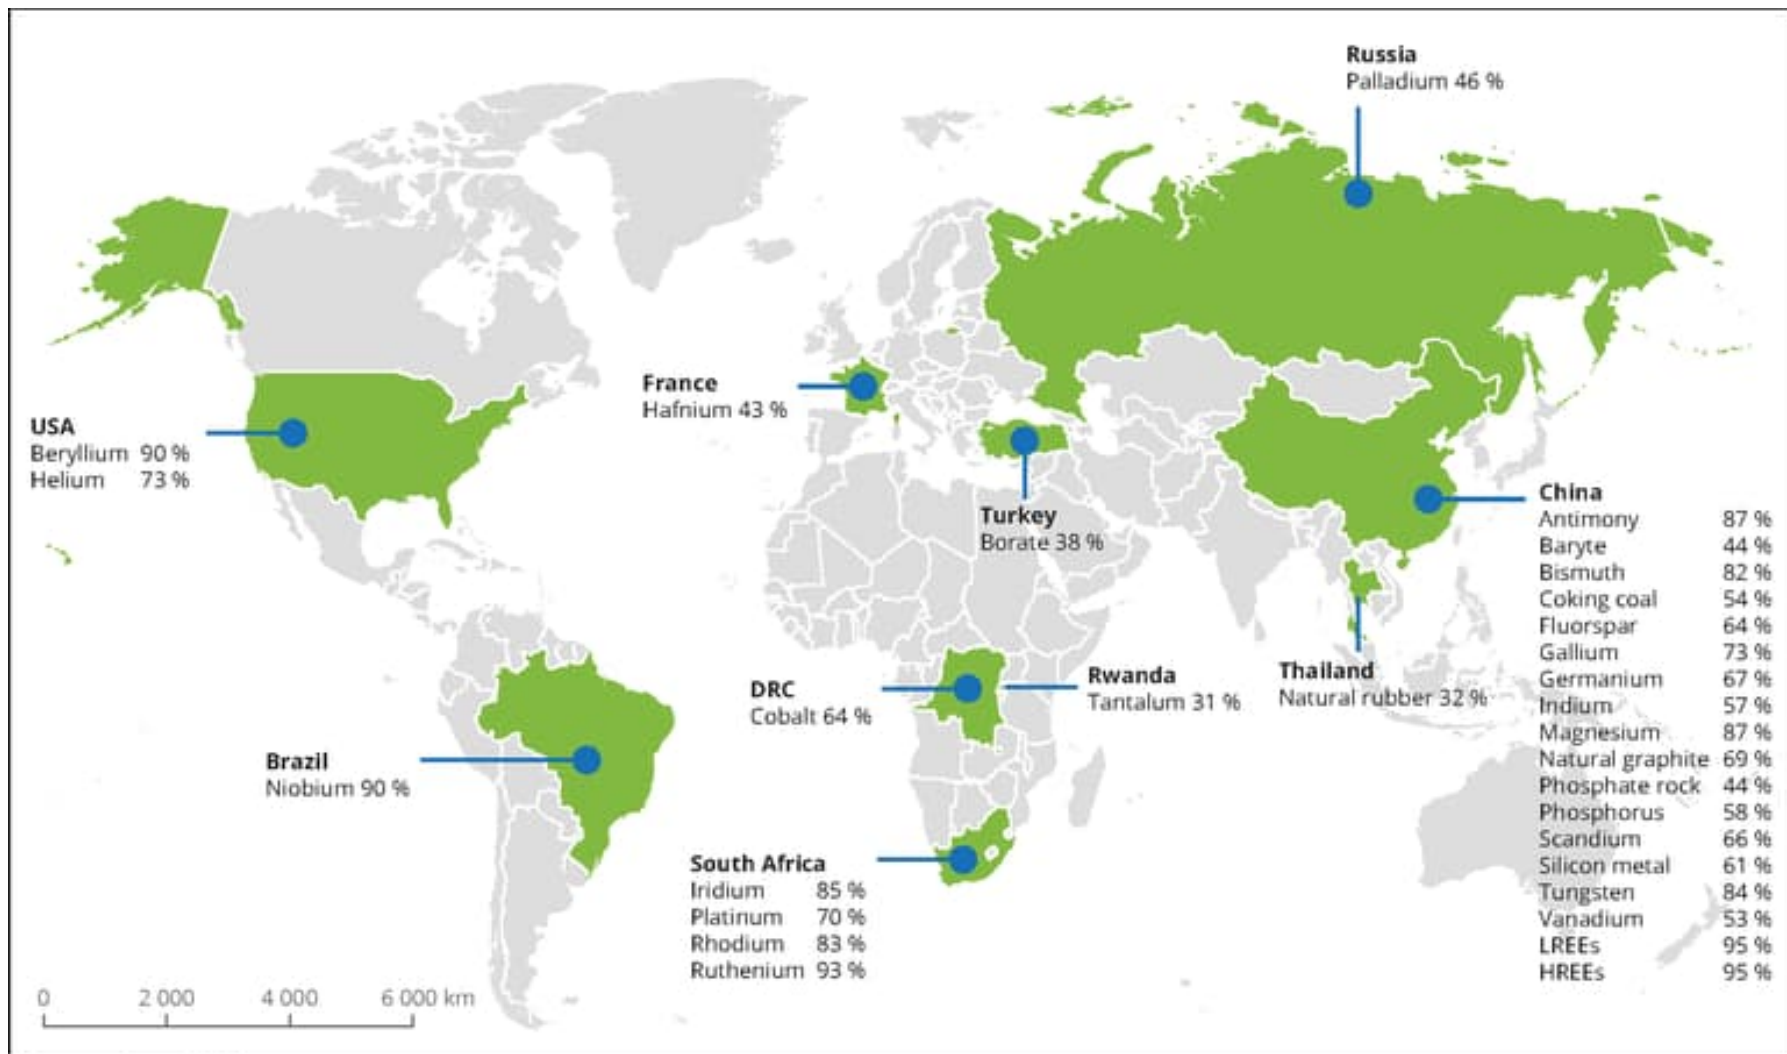 Russia
Palladium 46 %
France
Hafnium 43 %
USA
Beryllium 90 %
Helium 73 %
Turkey
Borate 38 %
China
Antimony 87 %
Baryte 44 %
Bismuth 82 %
Coking coal 54 %
Fluorspar 64 %
Gallium 73 %
Germanium 67 %
Indium 57 %
Magnesium 87 %
Natural graphite 69 %
Phosphate rock 44 %
Phosphorus 58 %
Scandium 66 %
Silicon metal 61 %
Tungsten 84 %
Vanadium 53 %
LREEs 95 %
HREEs 95 %
Thailand
Natural rubber 32 %
DRC
Cobalt 64 %
Rwanda
Tantalum 31 %
Brazil
Niobium 90 %
South Africa
Iridium 85 %
Platinum 70 %
Rhodium 83 %
Ruthenium 93 %
0 2 000 4 000 6 000 km